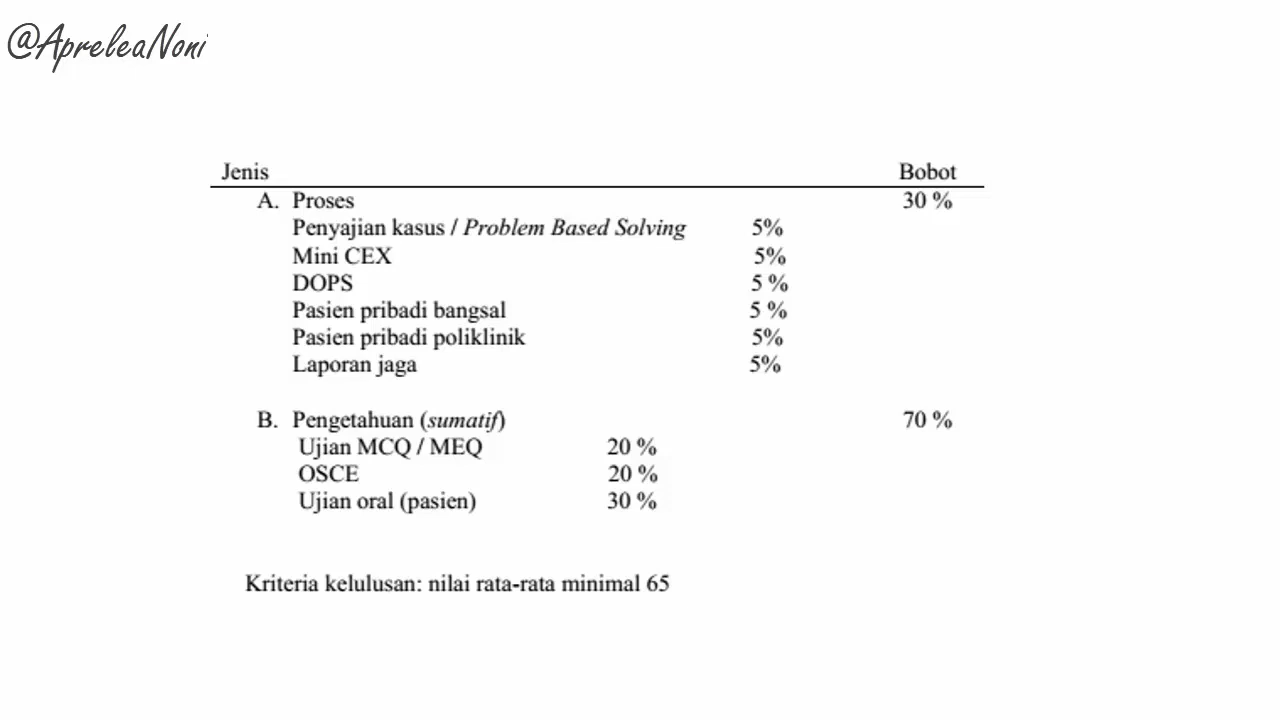 @ApreleaNoni
Jenis Bobot
A. Proses 30 %
Penyajian kasus / Problem Based Solving 5%
Mini CEX 5%
DOPS 5 %
Pasien pribadi bangsal 5 %
Pasien pribadi poliklinik 5%
Laporan jaga 5%
B. Pengetahuan (sumatif) 70 %
Ujian MCQ / MEQ 20 %
OSCE 20 %
Ujian oral (pasien) 30 %
Kriteria kelulusan: nilai rata-rata minimal 65